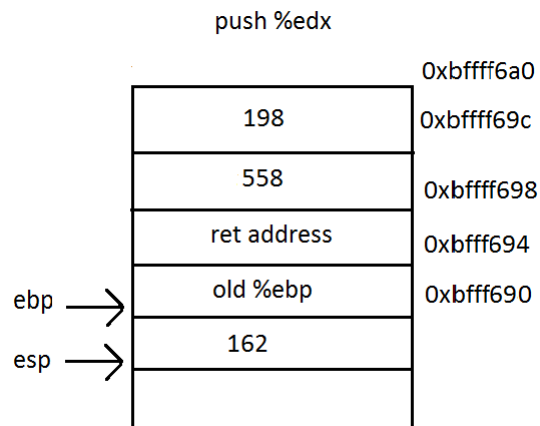 push %edx
0xbffff6a0
198
0xbffff69c
558
0xbffff698
ret address
0xbfff694
old %ebp
0xbfff690
ebp
162
esp